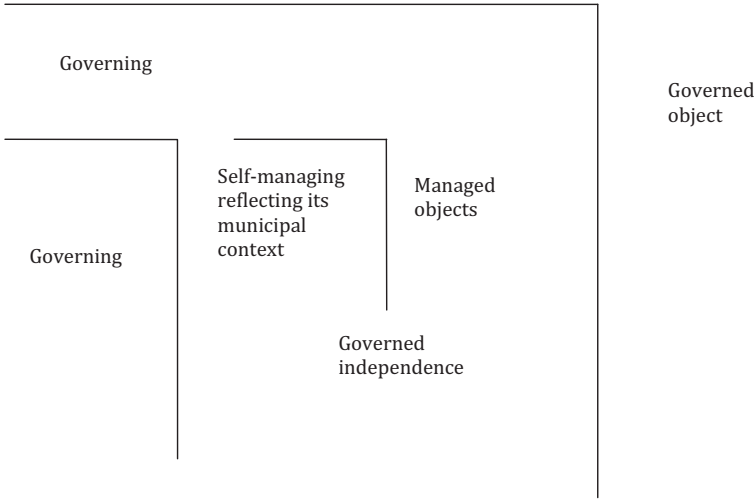 Governing
Governed
object
Self-managing
reflecting its
municipal
context
Managed
objects
Governing
Governed
independence